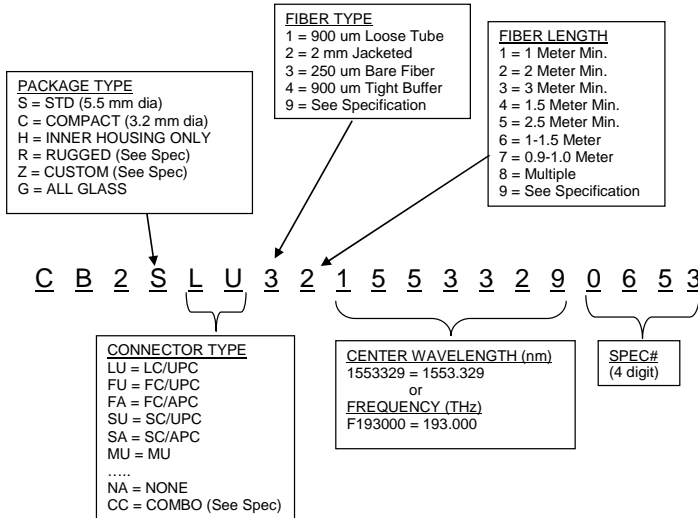 FIBER TYPE
1 = 900 um Loose Tube
2 = 2 mm Jacketed
3 = 250 um Bare Fiber
4 = 900 um Tight Buffer
9 = See Specification
FIBER LENGTH
1 = 1 Meter Min.
2 = 2 Meter Min.
3 = 3 Meter Min.
4 = 1.5 Meter Min.
5 = 2.5 Meter Min.
6 = 1-1.5 Meter
7 = 0.9-1.0 Meter
8 = Multiple
9 = See Specification
PACKAGE TYPE
S = STD (5.5 mm dia)
C = COMPACT (3.2 mm dia)
H = INNER HOUSING ONLY
R = RUGGED (See Spec)
Z = CUSTOM (See Spec)
G = ALL GLASS
C B 2 S L U 3 2 1 5 5 3 3 2 9 0 6 5 3
CONNECTOR TYPE
LU = LC/UPC
FU = FC/UPC
FA = FC/APC
SU = SC/UPC
SA = SC/APC
MU = MU
…..
NA = NONE
CC = COMBO (See Spec)
CENTER WAVELENGTH (nm)
1553329 = 1553.329
or
FREQUENCY (THz)
F193000 = 193.000
SPEC#
(4 digit)